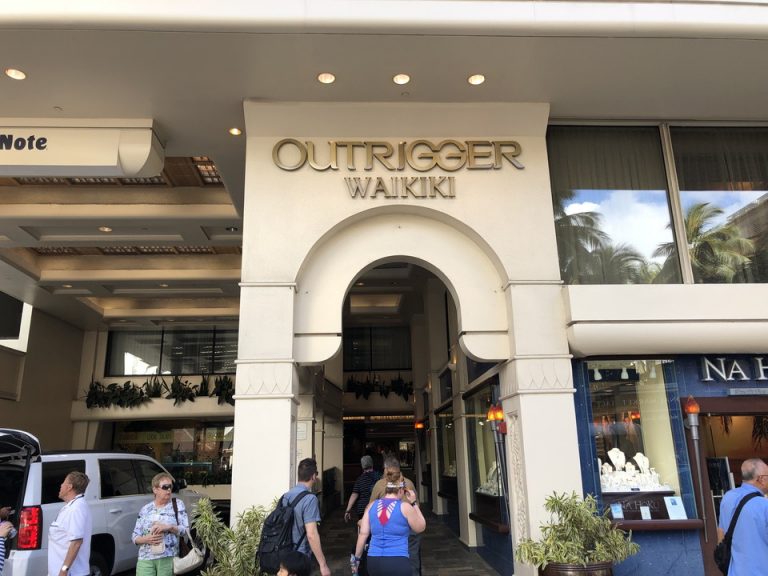 Note
OUTRIGGER
WAIKIKI
NA H